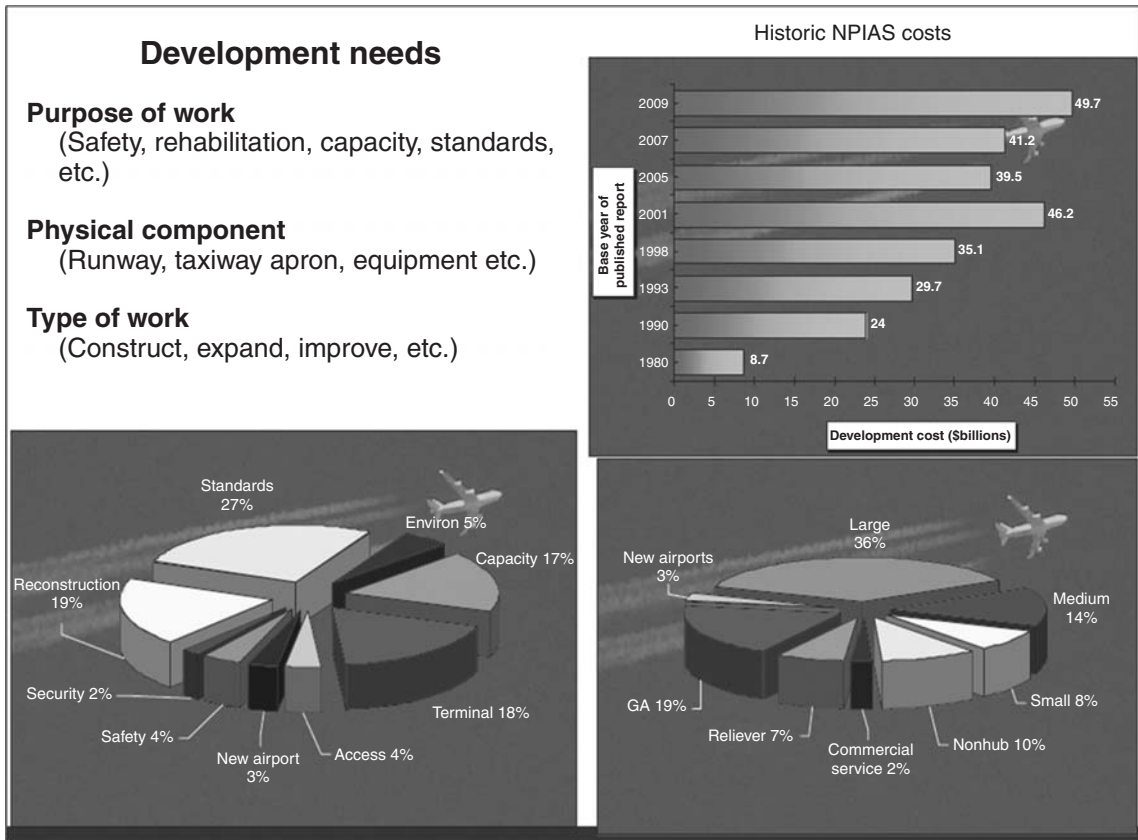 Development needs
Purpose of work
(Safety, rehabilitation, capacity, standards,
etc.)
Physical component
(Runway, taxiway apron, equipment etc.)
Type of work
(Construct, expand, improve, etc.)
Historic NPIAS costs
Base year of
published report
2009
49.7
2007
41.2
2005
39.5
2001
46.2
1998
35.1
1993
29.7
1990
24
1980
8.7
0 5 10 15 20 25 30 35 40 45 50 55
Development cost ($billions)
Standards
27%
Environ 5%
Capacity 17%
Reconstruction
19%
Security 2%
Safety 4%
New airport
3%
Access 4%
Terminal 18%
Large
36%
New airports
3%
Medium
14%
GA 19%
Reliever 7%
Commercial
service 2%
Nonhub 10%
Small 8%